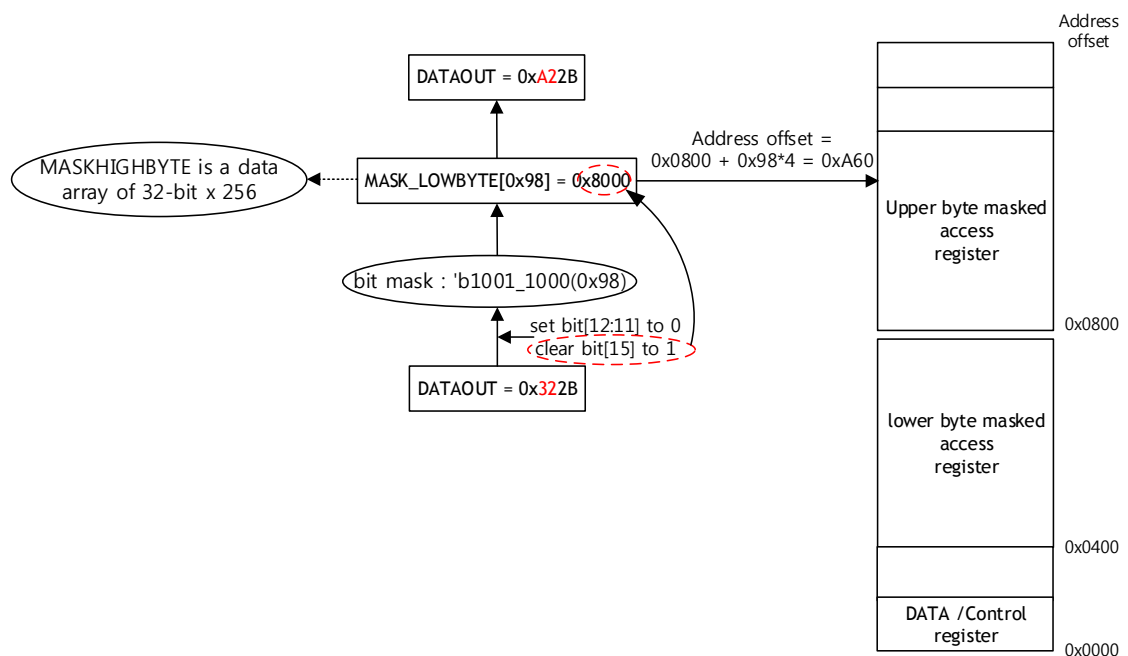 Address
offset
DATAOUT = 0xA22B
Address offset =
0x0800 + 0x98*4 = 0xA60
MASKHIGHBYTE is a data
array of 32-bit x 256
MASK_LOWBYTE[0x98] = 0x8000
Upper byte masked
access
register
bit mask : 'b1001_1000(0x98)
set bit[12:11] to 0
clear bit[15] to 1
0x0800
DATAOUT = 0x322B
lower byte masked
access
register
0x0400
DATA /Control
register
0x0000